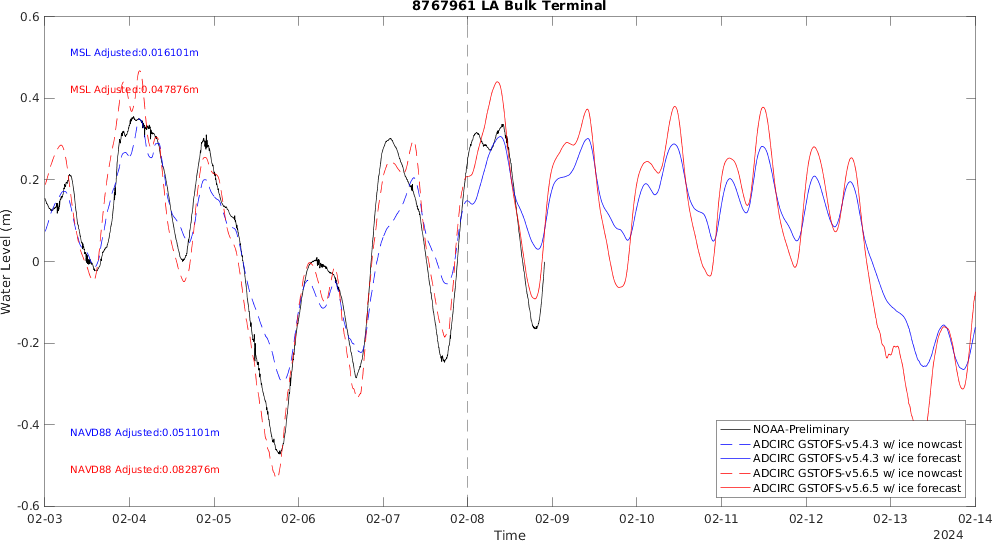 8767961 LA Bulk Terminal
0.6
0.4
0.2
0
-0.2
-0.4
-0.6
Water Level (m)
MSL Adjusted:0.016101m
MSL Adjusted:0.047876m
NAVD88 Adjusted:0.051101m
NAVD88 Adjusted:0.082876m
NOAA-Preliminary
ADCIRC GSTOFS-v5.4.3 w/ ice nowcast
ADCIRC GSTOFS-v5.4.3 w/ ice forecast
ADCIRC GSTOFS-v5.6.5 w/ ice nowcast
ADCIRC GSTOFS-v5.6.5 w/ ice forecast
02-03 02-04 02-05 02-06 02-07 02-08 02-09 02-10 02-11 02-12 02-13 02-14
Time
2024